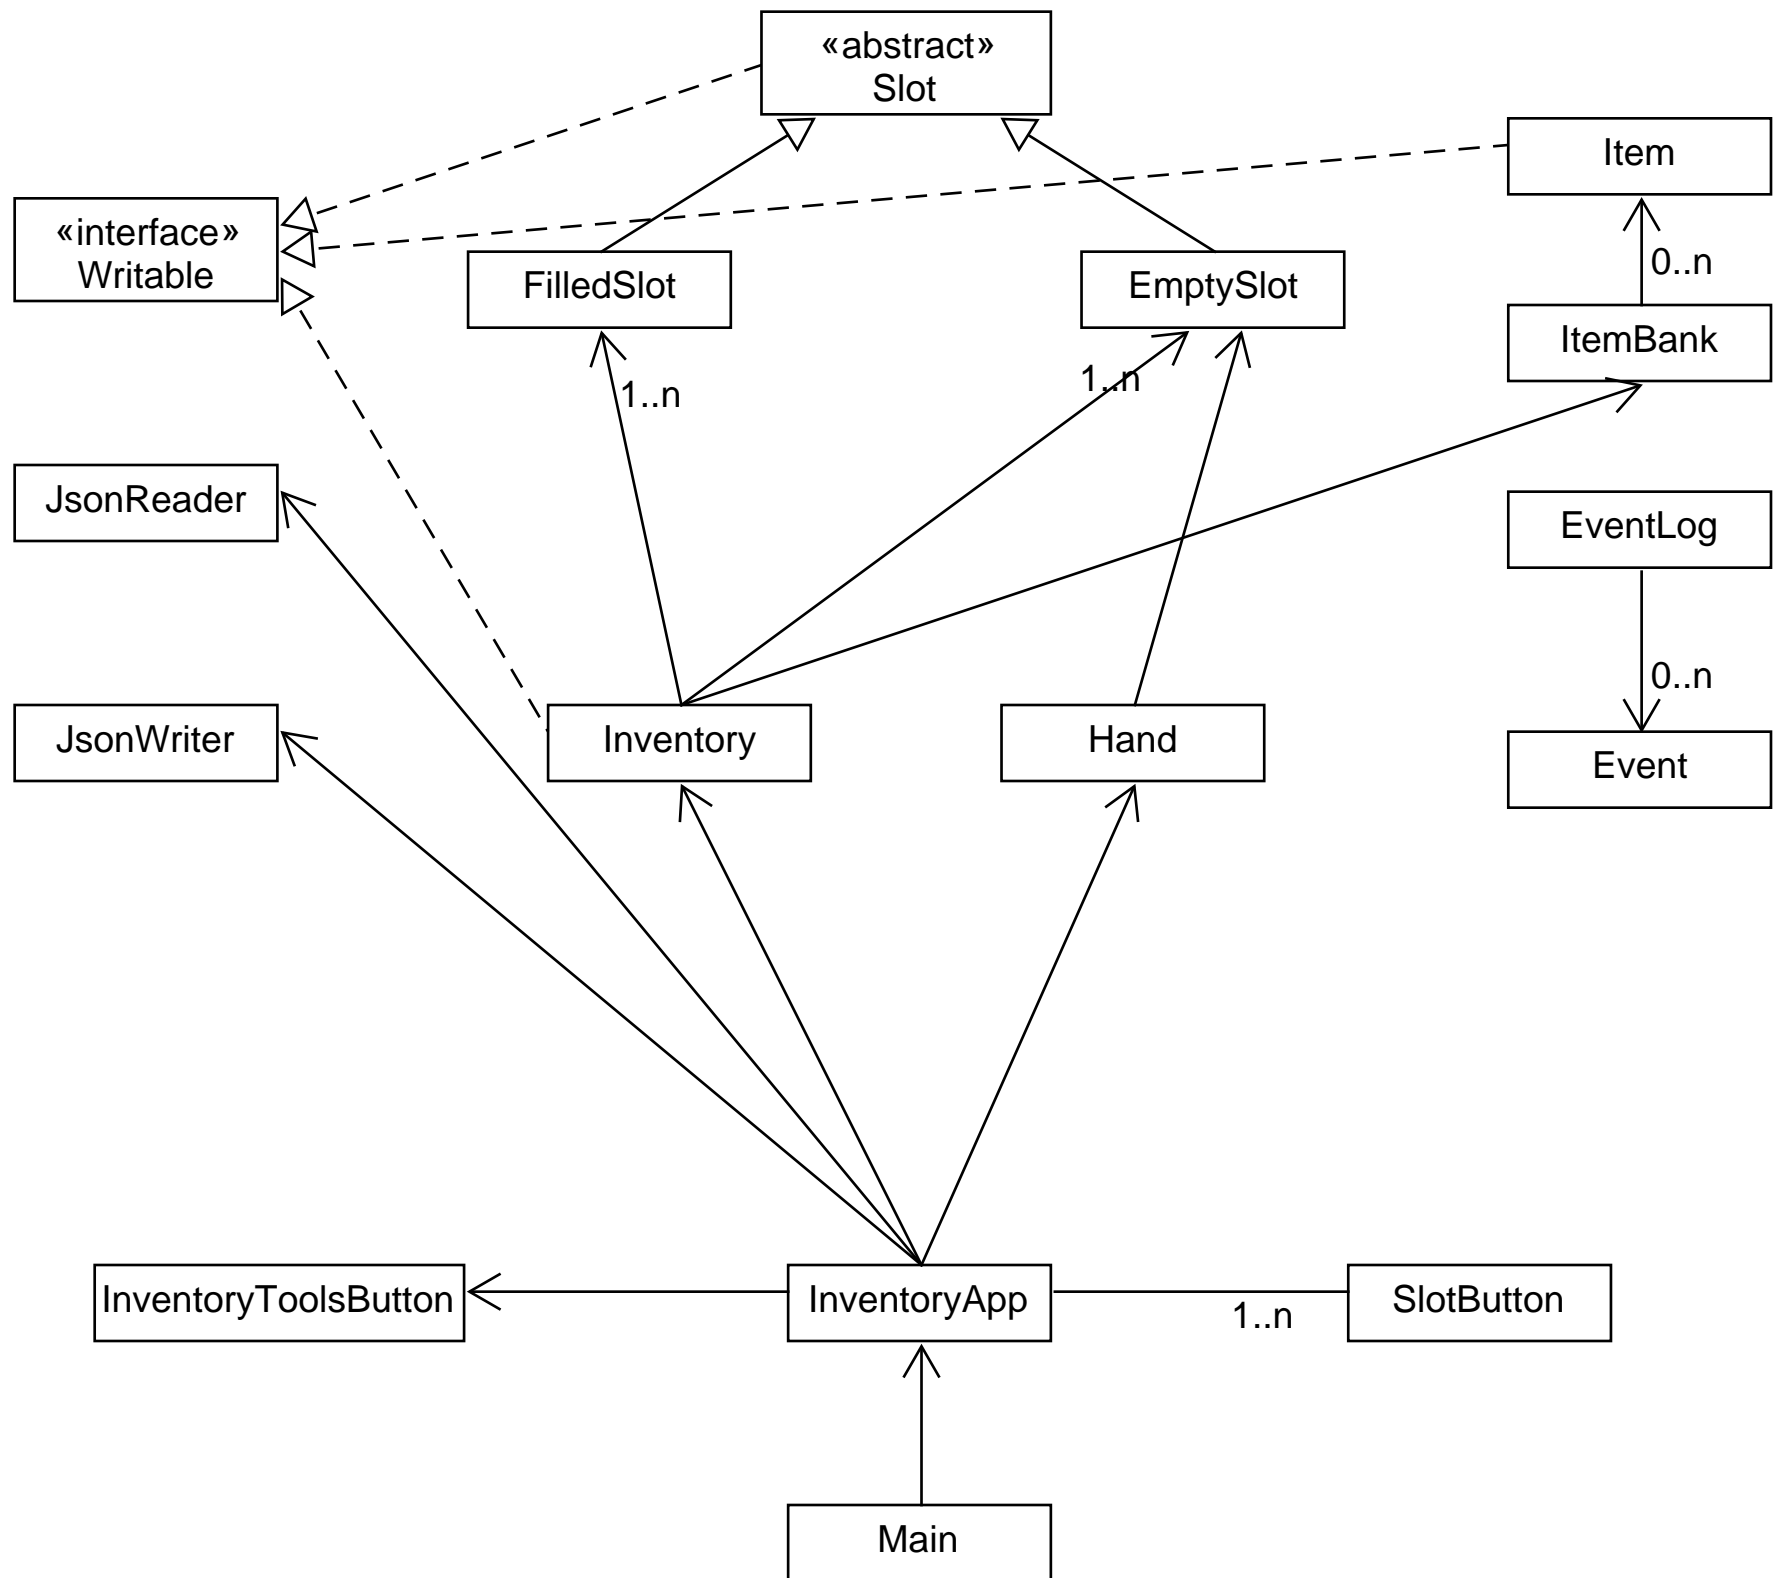 «abstract»
Slot
Item
«interface»
Writable
FilledSlot
EmptySlot
0..n
ItemBank
1..n
1..n
JsonReader
EventLog
0..n
JsonWriter
Inventory
Hand
Event
InventoryToolsButton
InventoryApp
1..n
SlotButton
Main